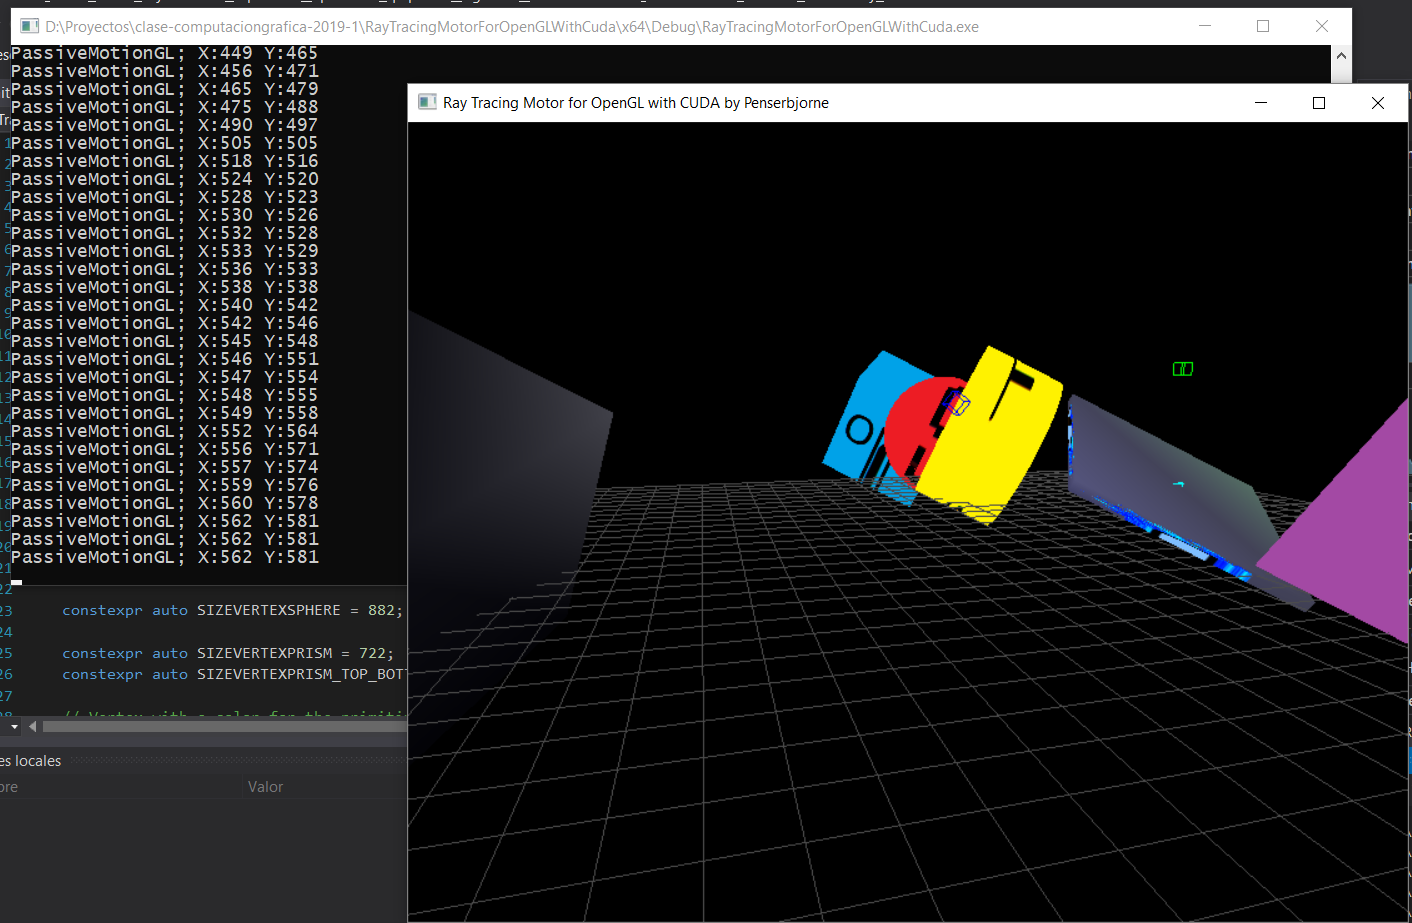 D:\Proyectos\clase-computaciongrafica-2019-1\RayTracingMotorForOpenGLWithCuda\x64\Debug\RayTracingMotorForOpenGLWithCuda.exe
PassiveMotionGL; X:449 Y:465
PassiveMotionGL; X:456 Y:471
PassiveMotionGL; X:465 Y:479
PassiveMotionGL; X:475 Y:488
PassiveMotionGL; X:490 Y:497
PassiveMotionGL; X:505 Y:505
PassiveMotionGL; X:518 Y:516
PassiveMotionGL; X:524 Y:520
PassiveMotionGL; X:528 Y:523
PassiveMotionGL; X:530 Y:526
PassiveMotionGL; X:532 Y:528
PassiveMotionGL; X:533 Y:529
PassiveMotionGL; X:536 Y:533
PassiveMotionGL; X:538 Y:538
PassiveMotionGL; X:540 Y:542
PassiveMotionGL; X:542 Y:546
PassiveMotionGL; X:545 Y:548
PassiveMotionGL; X:546 Y:551
PassiveMotionGL; X:547 Y:554
PassiveMotionGL; X:548 Y:555
PassiveMotionGL; X:549 Y:558
PassiveMotionGL; X:552 Y:564
PassiveMotionGL; X:556 Y:571
PassiveMotionGL; X:557 Y:574
PassiveMotionGL; X:559 Y:576
PassiveMotionGL; X:560 Y:578
PassiveMotionGL; X:562 Y:581
PassiveMotionGL; X:562 Y:581
PassiveMotionGL; X:562 Y:581
Ray Tracing Motor for OpenGL with CUDA by Penserbjorne
22
23 constexpr auto SIZEVERTEXSPHERE = 882;
24
25 constexpr auto SIZEVERTEXPRISM = 722;
26 constexpr auto SIZEVERTEXPRISM_TOP_BOTT
27
es locales
bre Valor